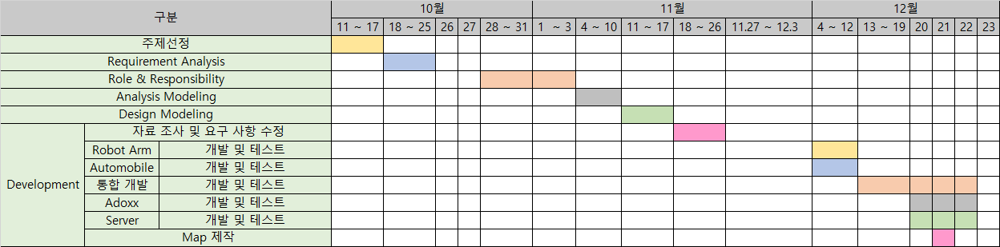 구분 10월 11월 12월
11 ~ 17 18 ~ 25 26 27 28 ~ 31 1 ~ 3 4 ~ 10 11 ~ 17 18 ~ 26 11.27 ~ 12.3 4 ~ 12 13 ~ 19 20 21 22 23
주제선정
Requirement Analysis
Role & Responsibility
Analysis Modeling
Design Modeling
Development
자료 조사 및 요구 사항 수정
Robot Arm 개발 및 테스트
Automobile 개발 및 테스트
통합 개발 개발 및 테스트
Adoxx 개발 및 테스트
Server 개발 및 테스트
Map 제작